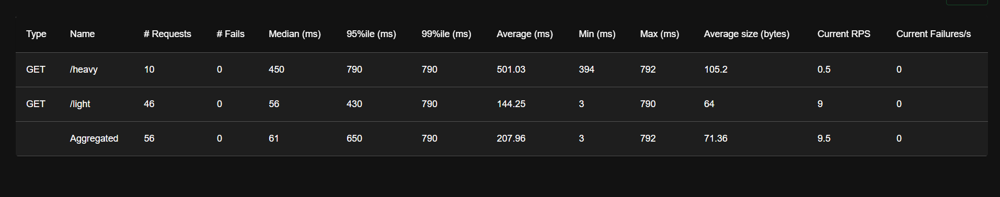 Type Name # Requests # Fails Median (ms) 95%ile (ms) 99%ile (ms) Average (ms) Min (ms) Max (ms) Average size (bytes) Current RPS Current Failures/s
GET /heavy 10 0 450 790 790 501.03 394 792 105.2 0.5 0
GET /light 46 0 56 430 790 144.25 3 790 64 9 0
Aggregated 56 0 61 650 790 207.96 3 792 71.36 9.5 0